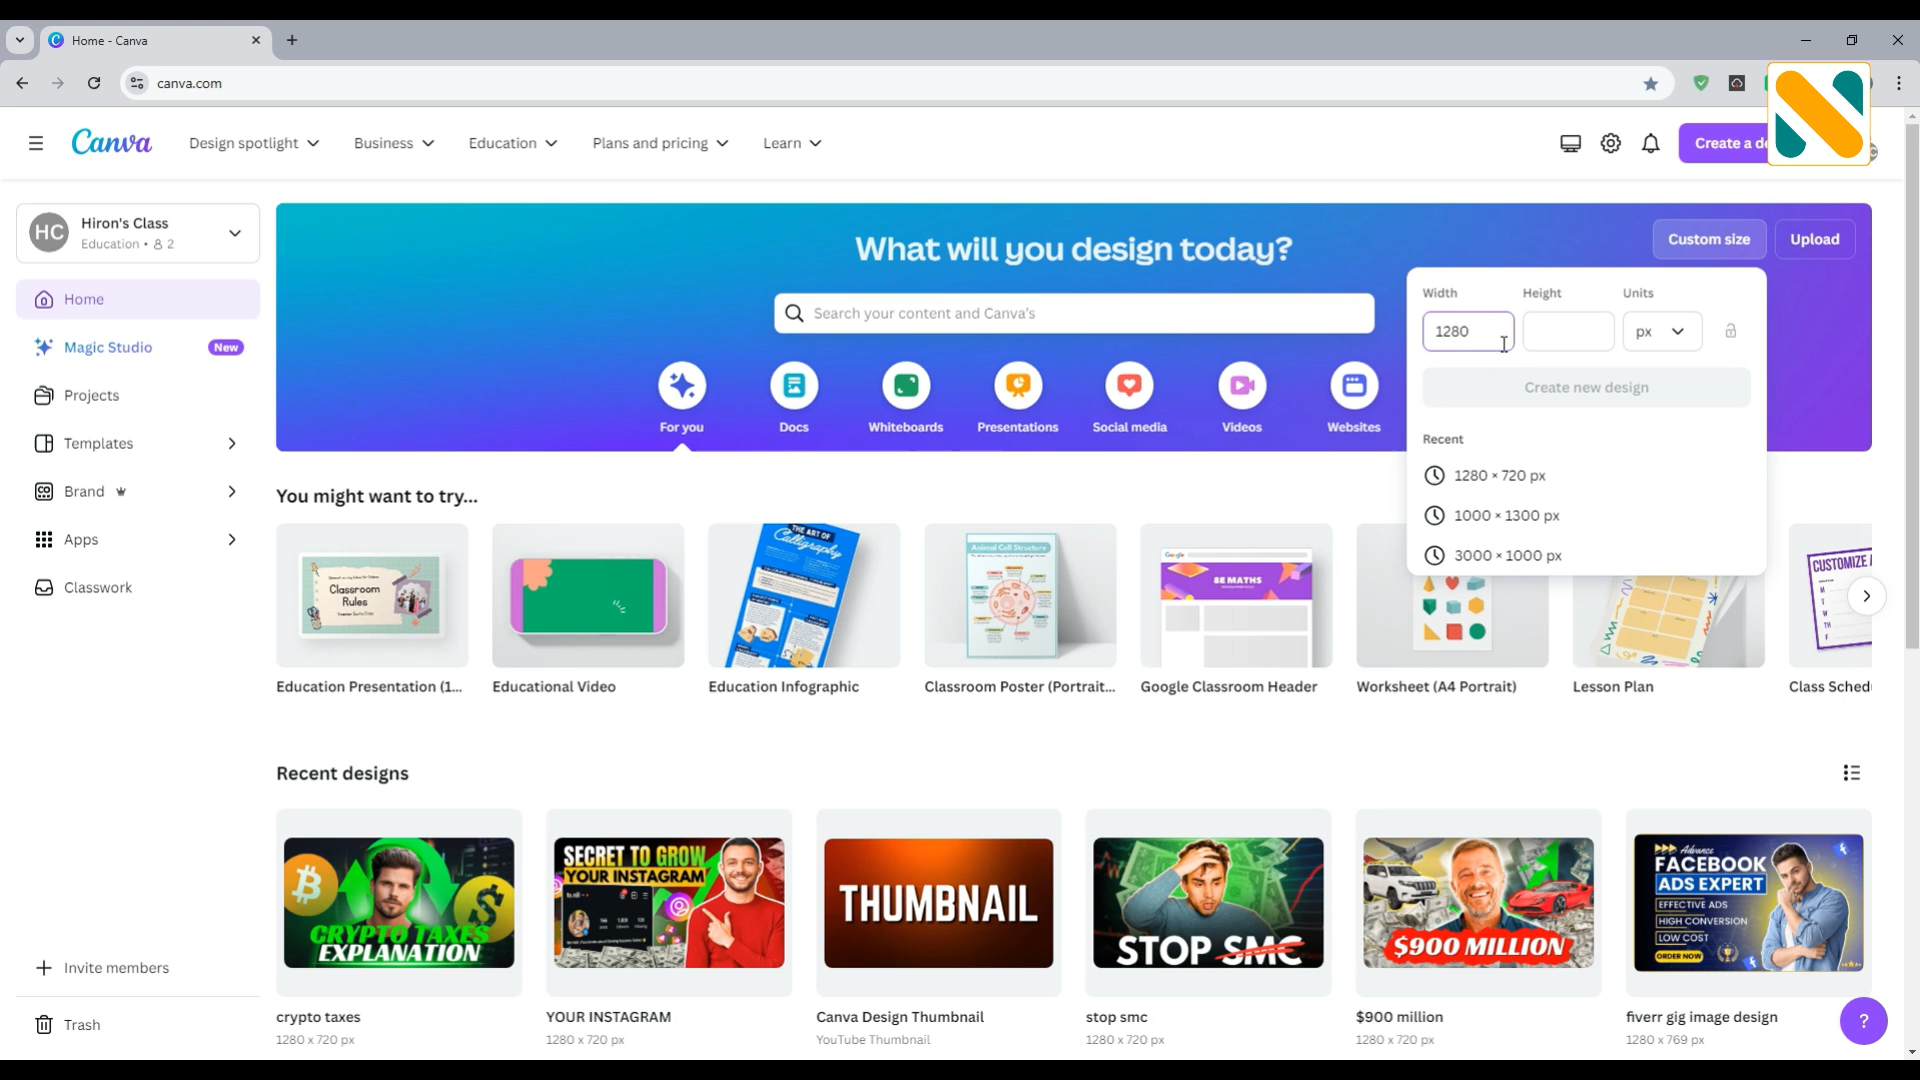 Home - Canva
canva.com
Canva
Design spotlight
Business
Education
Plans and pricing
Learn
Create a de
HC
Hiron's Class
Education • 2
Home
Magic Studio
New
Projects
Templates
Brand
Apps
Classwork
Invite members
Trash
What will you design today?
Custom size
Upload
Search your content and Canva's
For you
Docs
Whiteboards
Presentations
Social media
Videos
Websites
Width
Height
Units
1280
px
Create new design
Recent
1280 × 720 px
1000 × 1300 px
3000 × 1000 px
You might want to try...
Classroom
Rules
THE ART OF
Calligraphy
Animal Cell Structure
Google
8E MATHS
CUSTOMIZE
Education Presentation (1...
Educational Video
Education Infographic
Classroom Poster (Portrait...
Google Classroom Header
Worksheet (A4 Portrait)
Lesson Plan
Class Schedu
Recent designs
CRYPTO TAXES
EXPLANATION
SECRET TO GROW
YOUR INSTAGRAM
THUMBNAIL
STOP SMC
$900 MILLION
Advance
FACEBOOK
ADS EXPERT
EFFECTIVE ADS
HIGH CONVERSION
LOW COST
ORDER NOW
crypto taxes
1280 x 720 px
YOUR INSTAGRAM
1280 x 720 px
Canva Design Thumbnail
YouTube Thumbnail
stop smc
1280 x 720 px
$900 million
1280 x 720 px
fiverr gig image design
1280 x 769 px
?